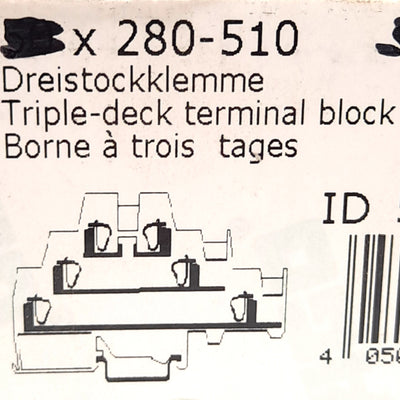 x 280-510
Dreistockklemme
Triple-deck terminal block
Borne à trois tages
ID
4 050